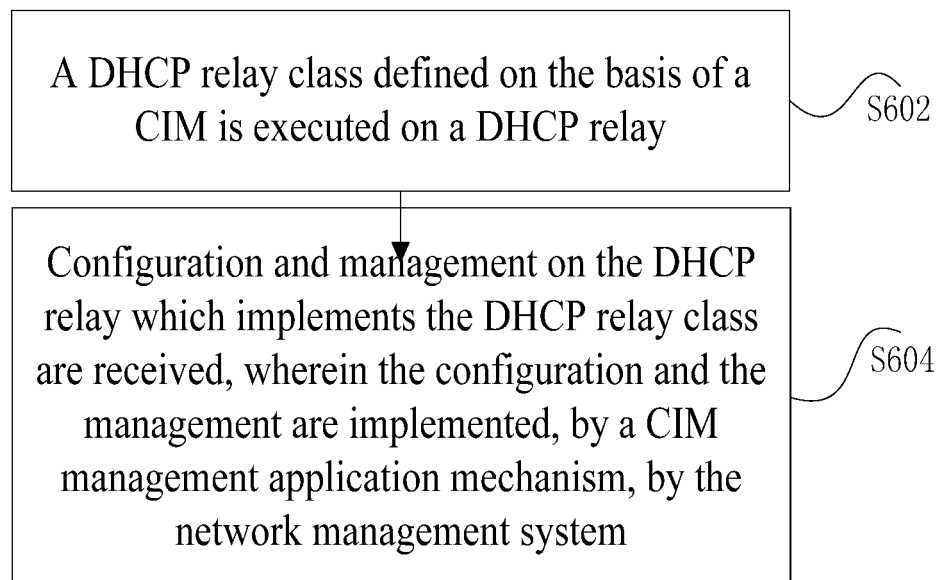 A DHCP relay class defined on the basis of a
CIM is executed on a DHCP relay
S602
Configuration and management on the DHCP
relay which implements the DHCP relay class
are received, wherein the configuration and the
management are implemented, by a CIM
management application mechanism, by the
network management system
S604